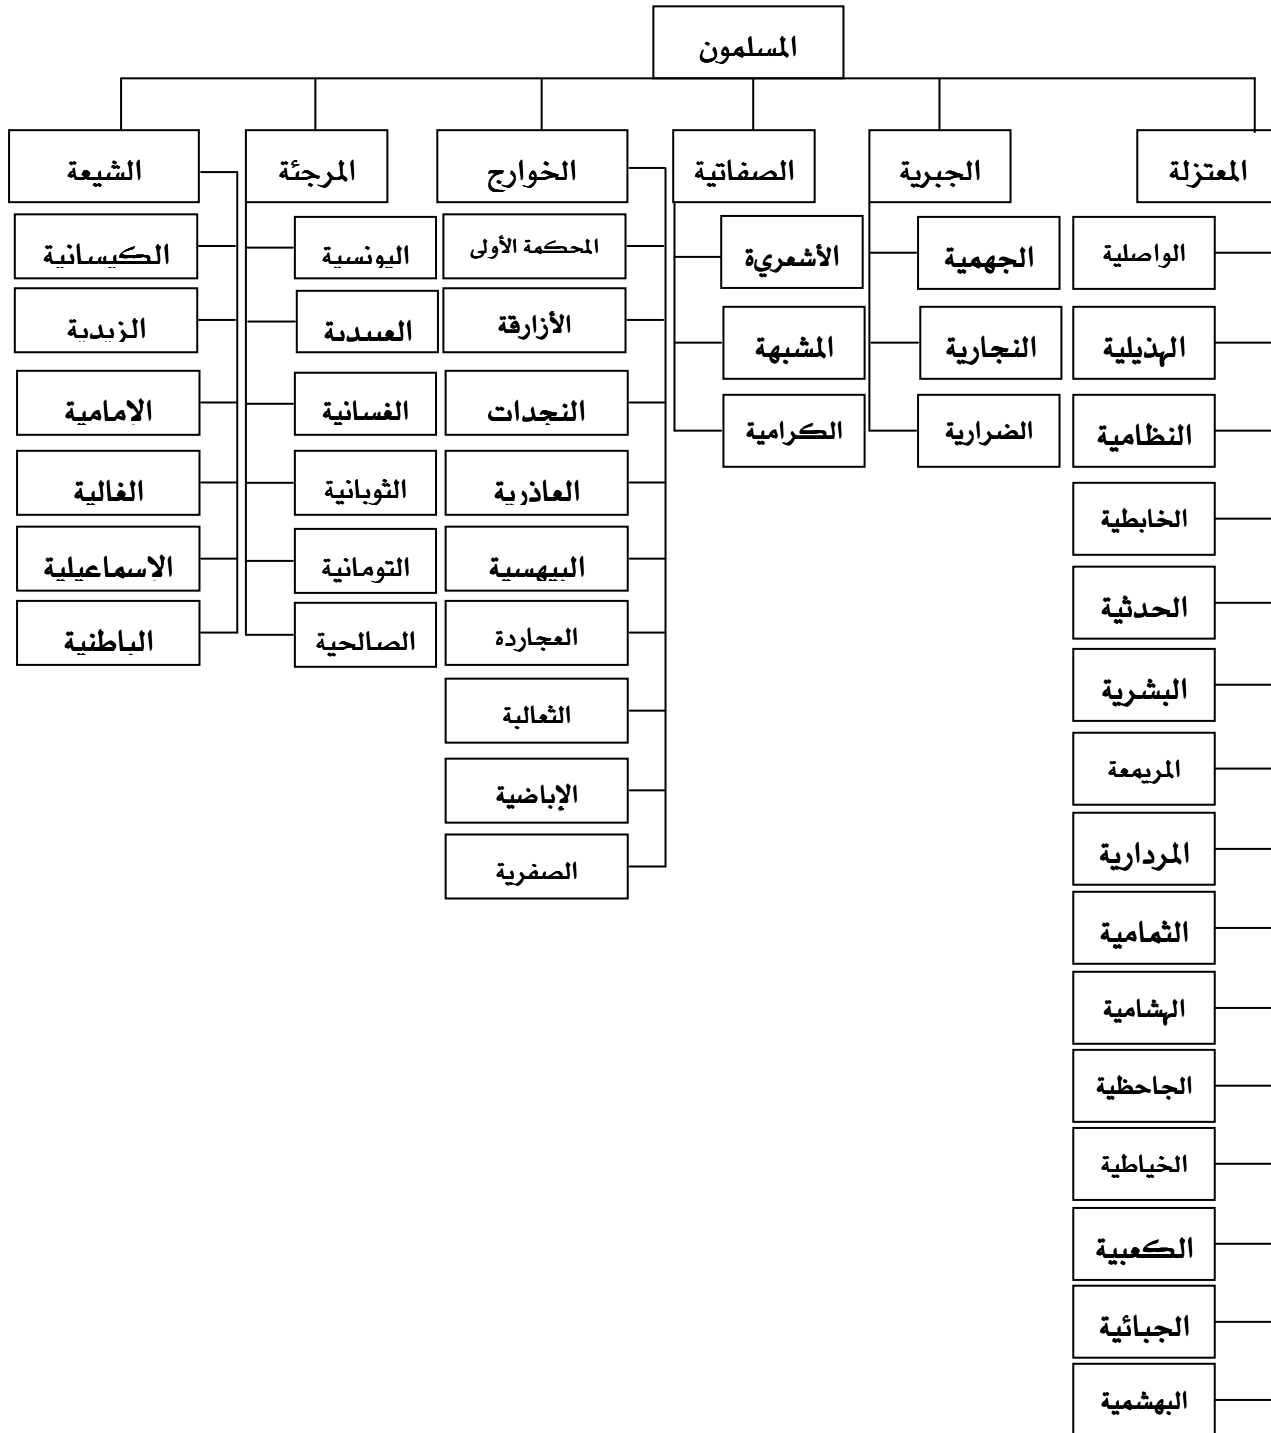 المسلمون
المعتزلة
الواصلية
الهذيلية
النظامية
الخابطية
الحدثية
البشرية
المريمعة
المردارية
الثمامية
الهشامية
الجاحظية
الخياطية
الكعبية
الجبائية
البهشمية
الجبرية
الجهمية
النجارية
الضرارية
الصفاتية
الأشعرية
المشبهة
الكرامية
الخوارج
المحكمة الأولى
الأزارقة
النجدات
العاذرية
البيهسية
العجاردة
الثعالبة
الإباضية
الصفرية
المرجئة
اليونسية
العبيدية
الغسانية
الثوبانية
التومانية
الصالحية
الشيعة
الكيسانية
الزيدية
الإمامية
الغالية
الإسماعيلية
الباطنية